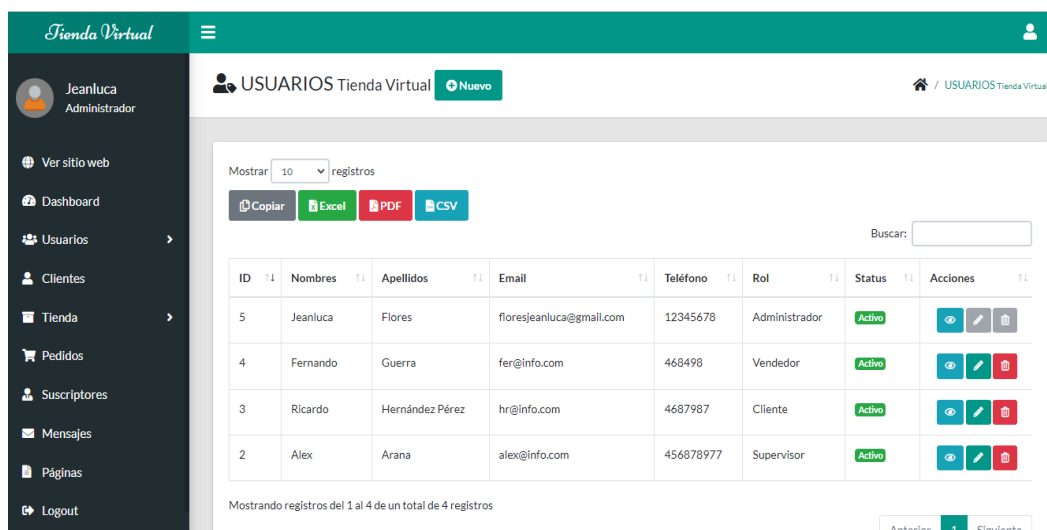 Tienda Virtual
Jeanluca
Administrador
Ver sitio web
Dashboard
Usuarios
Clientes
Tienda
Pedidos
Suscriptores
Mensajes
Páginas
Logout
USUARIOS Tienda Virtual Nuevo
/ USUARIOS Tienda Virtual
Mostrar 10 registros
Copiar Excel PDF CSV
Buscar:
ID Nombres Apellidos Email Teléfono Rol Status Acciones
5 Jeanluca Flores floresjeanluca@gmail.com 12345678 Administrador Activo
4 Fernando Guerra fer@info.com 468498 Vendedor Activo
3 Ricardo Hernández Pérez hr@info.com 4687987 Cliente Activo
2 Alex Arana alex@info.com 456878977 Supervisor Activo
Mostrando registros del 1 al 4 de un total de 4 registros
Anterior 1 Siguiente